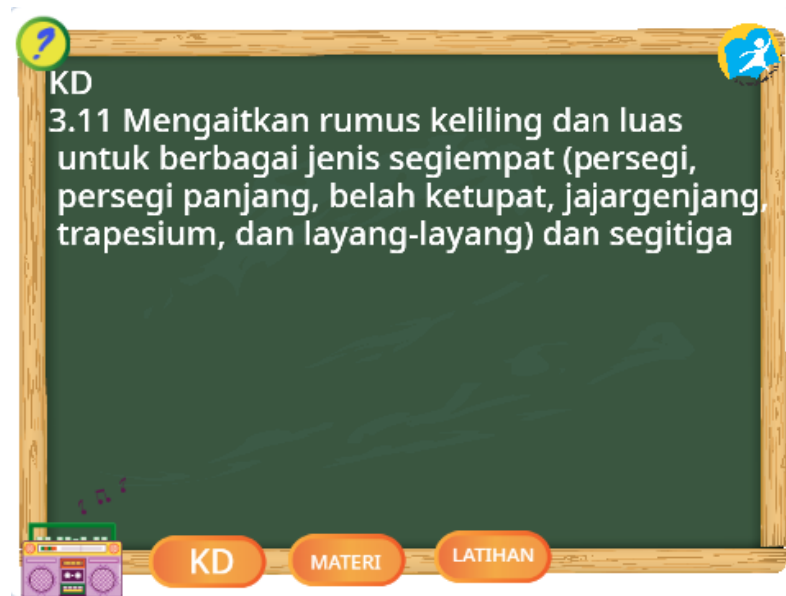 ?
KD
3.11 Mengaitkan rumus keliling dan luas
untuk berbagai jenis segiempat (persegi,
persegi panjang, belah ketupat, jajargenjang,
trapesium, dan layang-layang) dan segitiga
KD
MATERI
LATIHAN